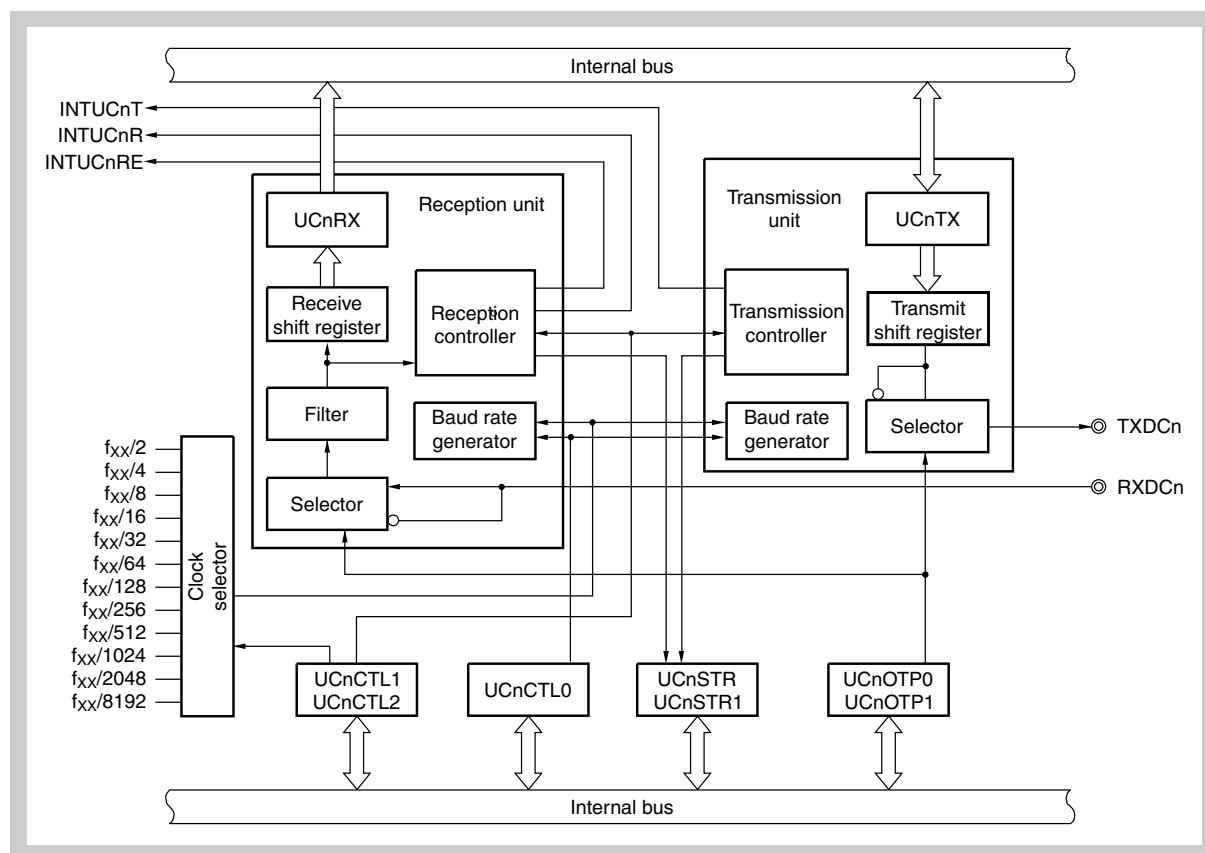 Internal bus
INTUCnT
INTUCnR
INTUCnRE
UCnRX
Reception unit
Receive
shift register
Reception
controller
Filter
Baud rate
generator
Selector
Transmission
unit
UCnTX
Transmission
controller
Transmit
shift register
Baud rate
generator
Selector
TXDCn
RXDCn
fXX/2
fXX/4
fXX/8
fXX/16
fXX/32
fXX/64
fXX/128
fXX/256
fXX/512
fXX/1024
fXX/2048
fXX/8192
Clock
selector
UCnCTL1
UCnCTL2
UCnCTL0
UCnSTR
UCnSTR1
UCnOTP0
UCnOTP1
Internal bus